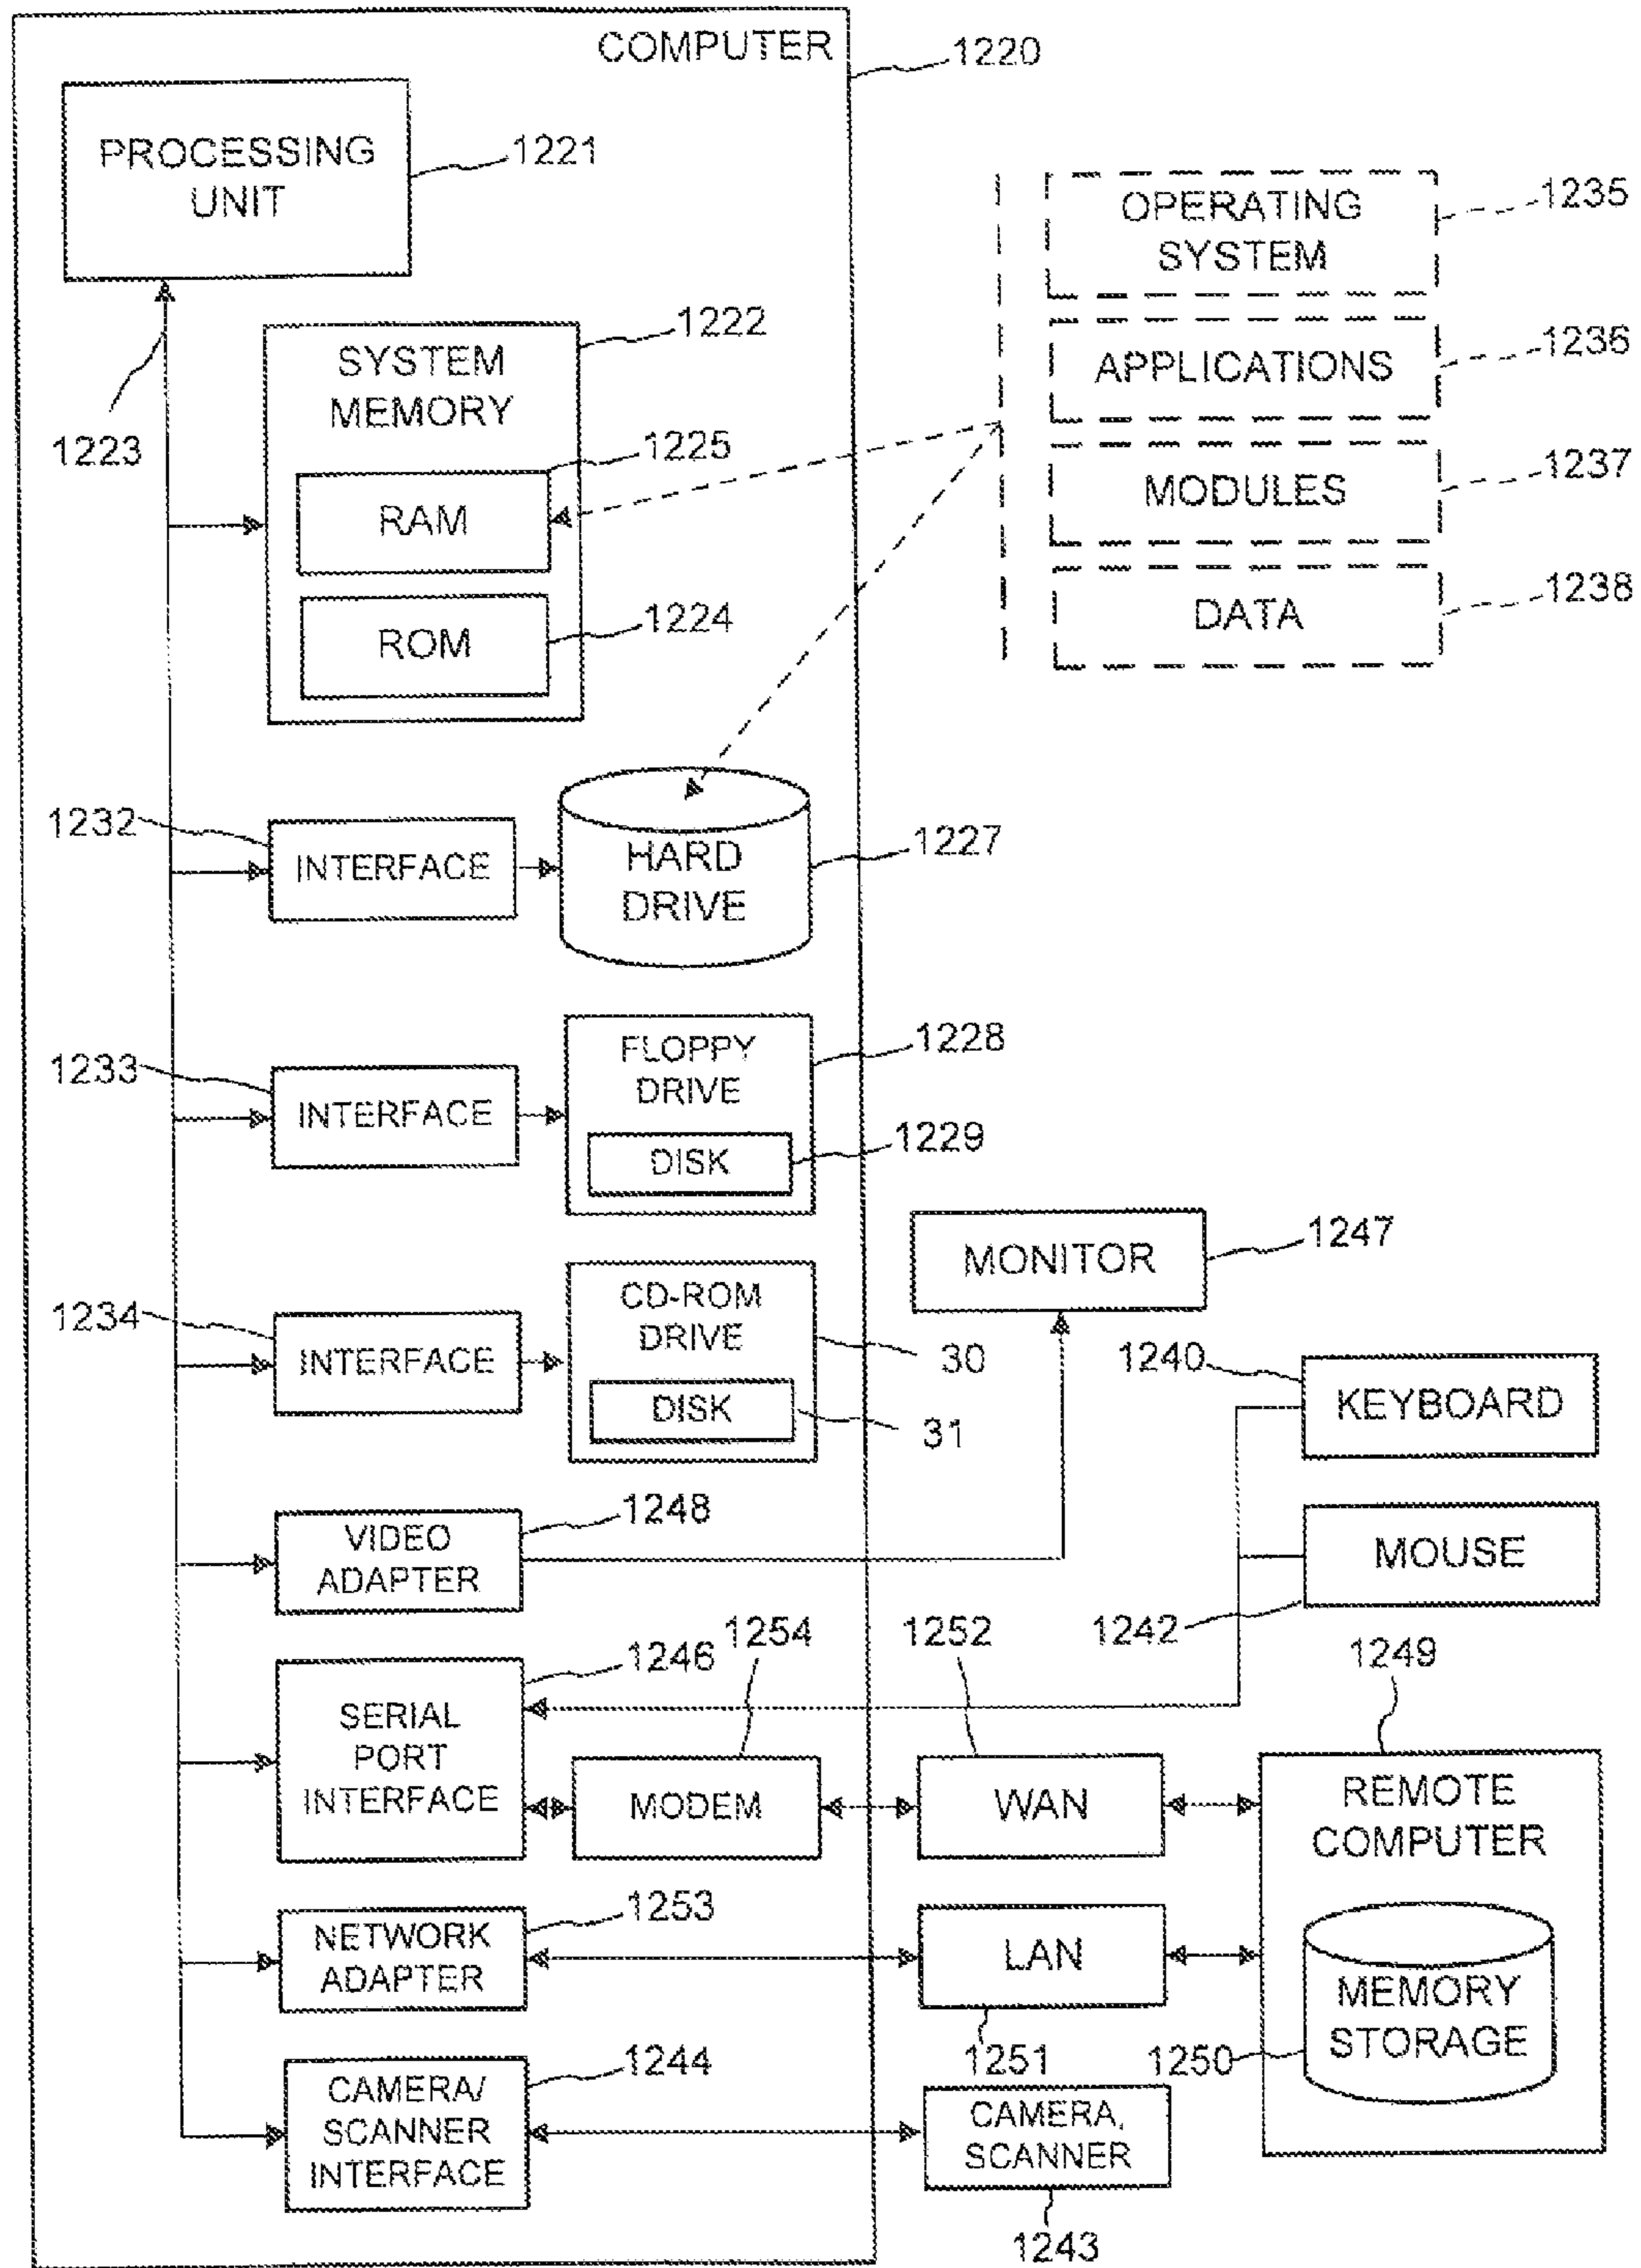 COMPUTER
1220
PROCESSING
UNIT
1221
1223
SYSTEM
MEMORY
1222
RAM
1225
ROM
1224
OPERATING
SYSTEM
1235
APPLICATIONS
1236
MODULES
1237
DATA
1238
1232
INTERFACE
HARD
DRIVE
1227
1233
INTERFACE
FLOPPY
DRIVE
1228
DISK
1229
1234
INTERFACE
CD-ROM
DRIVE
30
DISK
31
MONITOR
1247
1240
KEYBOARD
MOUSE
1242
VIDEO
ADAPTER
1248
SERIAL
PORT
INTERFACE
1246
1254
MODEM
1252
WAN
1249
REMOTE
COMPUTER
MEMORY
STORAGE
1250
NETWORK
ADAPTER
1253
LAN
1251
CAMERA/
SCANNER
INTERFACE
1244
CAMERA,
SCANNER
1243